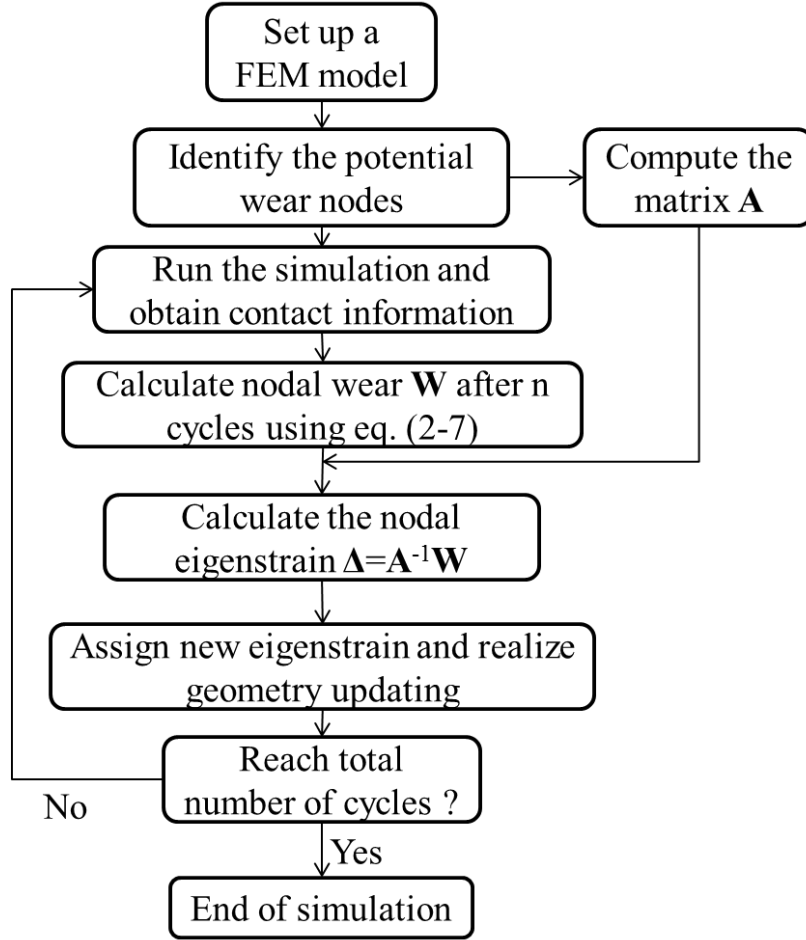 Set up a
FEM model
Identify the potential
wear nodes
Compute the
matrix A
Run the simulation and
obtain contact information
Calculate nodal wear W after n
cycles using eq. (2-7)
Calculate the nodal
eigenstrain Δ=A⁻¹W
Assign new eigenstrain and realize
geometry updating
Reach total
number of cycles ?
No
Yes
End of simulation